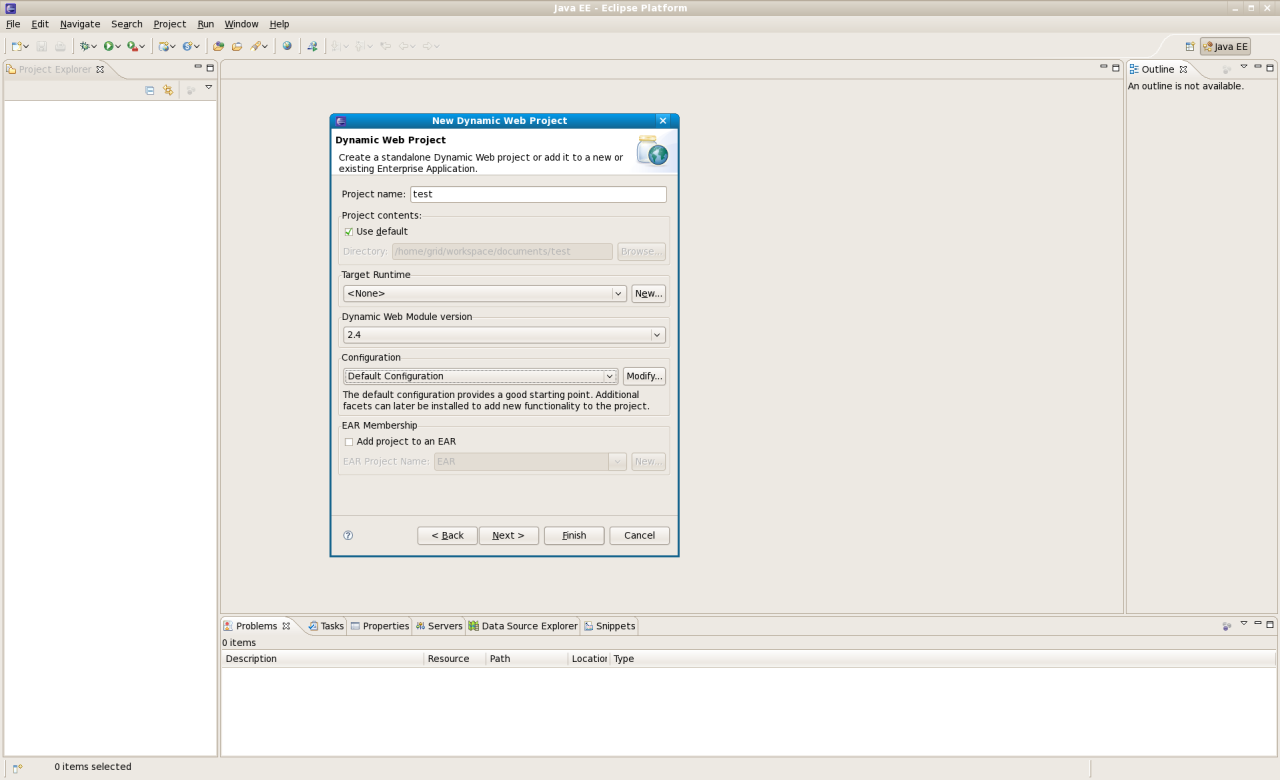 Java EE - Eclipse Platform
File Edit Navigate Search Project Run Window Help
Java EE
Project Explorer
Outline
An outline is not available.
New Dynamic Web Project
Dynamic Web Project
Create a standalone Dynamic Web project or add it to a new or
existing Enterprise Application.
Project name: test
Project contents:
Use default
Directory: /home/grid/workspace/documents/test Browse...
Target Runtime
<None> New...
Dynamic Web Module version
2.4
Configuration
Default Configuration Modify...
The default configuration provides a good starting point. Additional
facets can later be installed to add new functionality to the project.
EAR Membership
Add project to an EAR
EAR Project Name: EAR New...
< Back Next > Finish Cancel
Problems Tasks Properties Servers Data Source Explorer Snippets
0 items
Description Resource Path Location Type
0 items selected